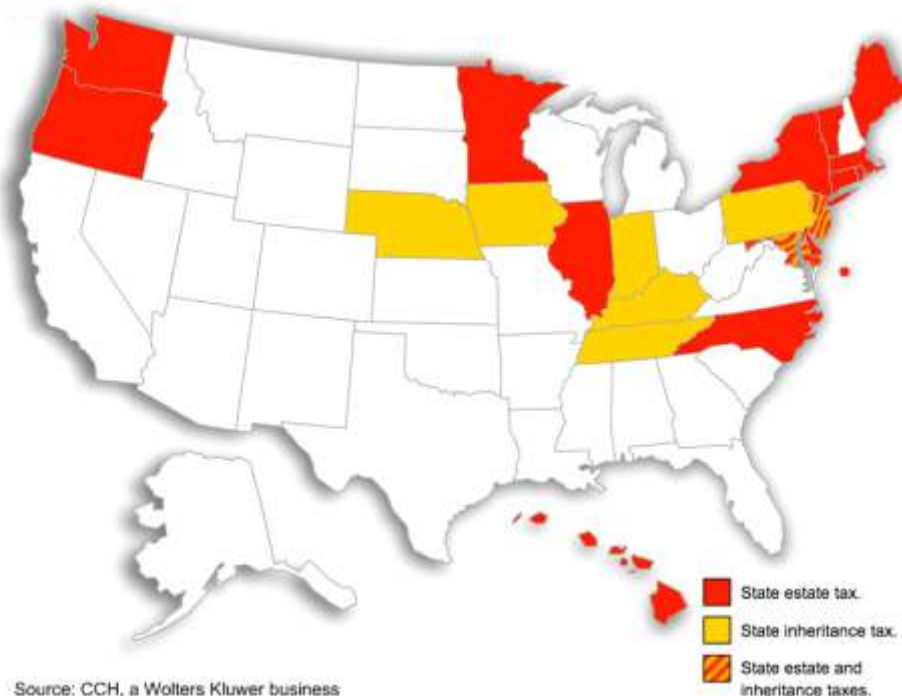 State estate tax.
State inheritance tax.
State estate and
inheritance taxes.
Source: CCH, a Wolters Kluwer business